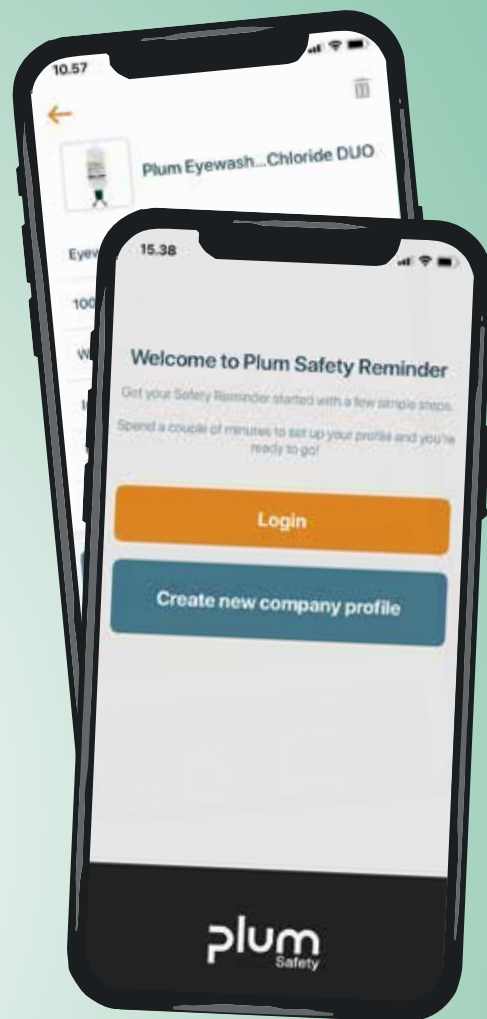 10.57
Plum Eyewash...Chloride DUO
Eyew
100
W
15.38
Welcome to Plum Safety Reminder
Get your Safety Reminder started with a few simple steps.
Spend a couple of minutes to set up your profile and you're
ready to go!
Login
Create new company profile
plum
Safety